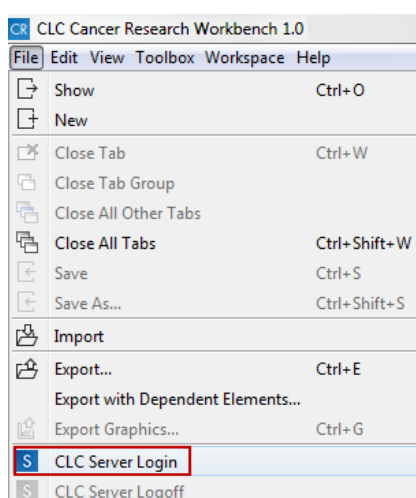 CR CLC Cancer Research Workbench 1.0
File Edit View Toolbox Workspace Help
Show Ctrl+O
New
Close Tab Ctrl+W
Close Tab Group
Close All Other Tabs
Close All Tabs Ctrl+Shift+W
Save Ctrl+S
Save As... Ctrl+Shift+S
Import
Export... Ctrl+E
Export with Dependent Elements...
Export Graphics... Ctrl+G
S CLC Server Login
S CLC Server Logoff